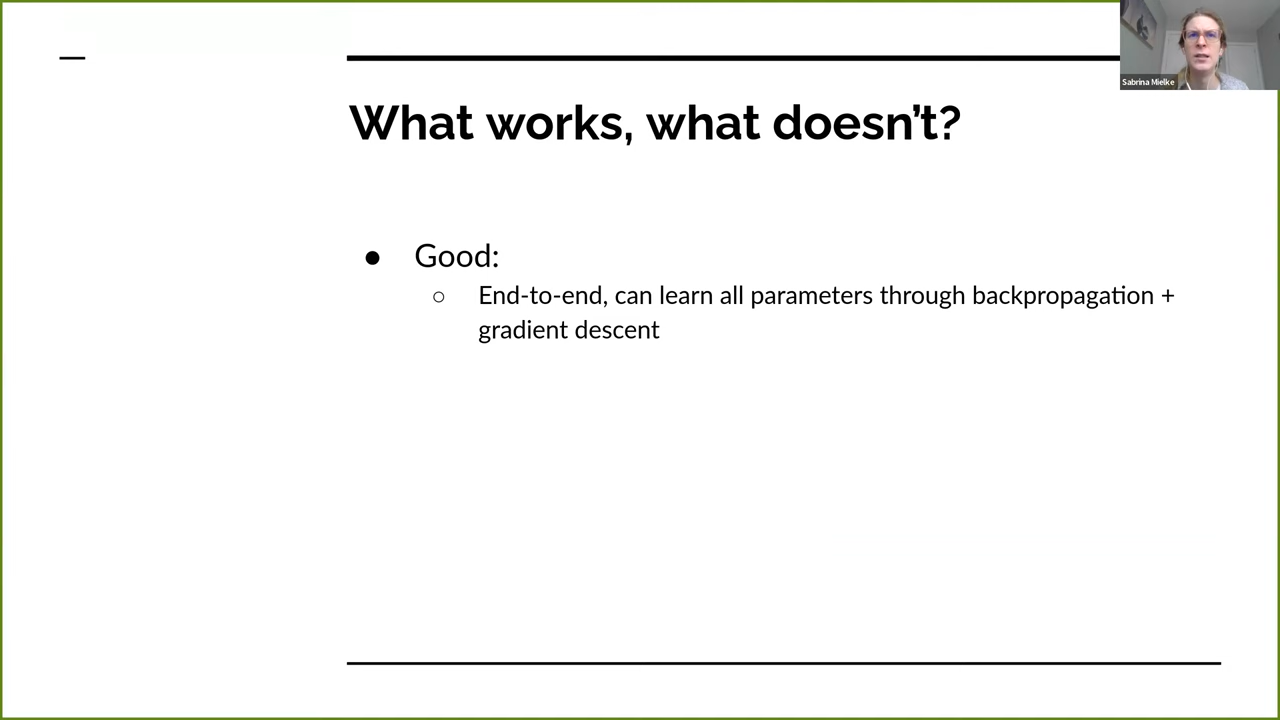 Sabrina Mielke
What works, what doesn’t?
● Good:
○ End-to-end, can learn all parameters through backpropagation +
gradient descent